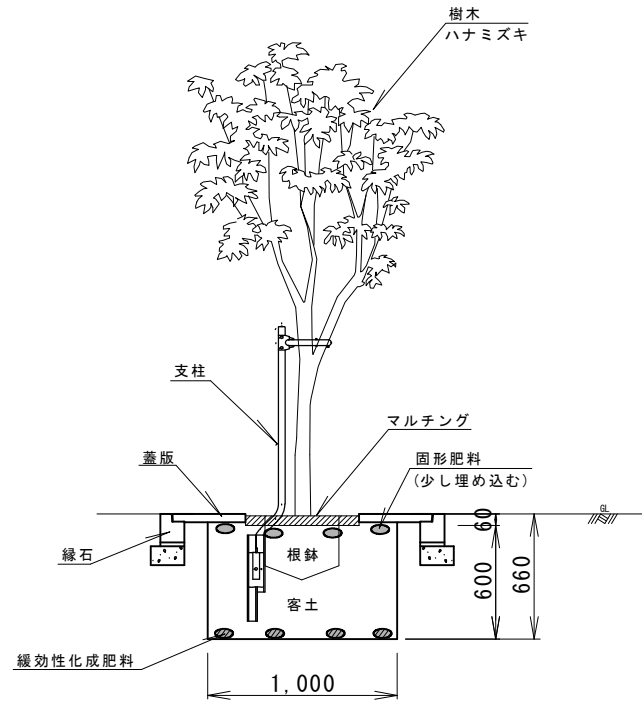 樹木
ハナミズキ
支柱
マルチング
蓋版
固形肥料
(少し埋め込む)
GL
60
縁石
根鉢
600
660
客土
緩効性化成肥料
1,000